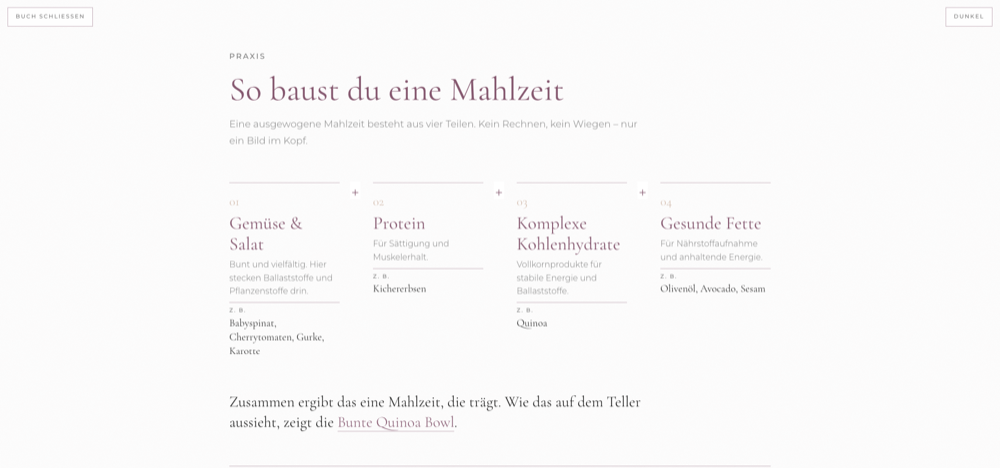 BUCH SCHLIESSEN
DUNKEL
PRAXIS
So baust du eine Mahlzeit
Eine ausgewogene Mahlzeit besteht aus vier Teilen. Kein Rechnen, kein Wiegen – nur
ein Bild im Kopf.
01
Gemüse &
Salat
Bunt und vielfältig. Hier
stecken Ballaststoffe und
Pflanzenstoffe drin.
Z. B.
Babyspinat,
Cherrytomaten, Gurke,
Karotte
+
02
Protein
Für Sättigung und
Muskelerhalt.
Z. B.
Kichererbsen
+
03
Komplexe
Kohlenhydrate
Vollkornprodukte für
stabile Energie und
Ballaststoffe.
Z. B.
Quinoa
+
04
Gesunde Fette
Für Nährstoffaufnahme
und anhaltende Energie.
Z. B.
Olivenöl, Avocado, Sesam
Zusammen ergibt das eine Mahlzeit, die trägt. Wie das auf dem Teller
aussieht, zeigt die Bunte Quinoa Bowl.